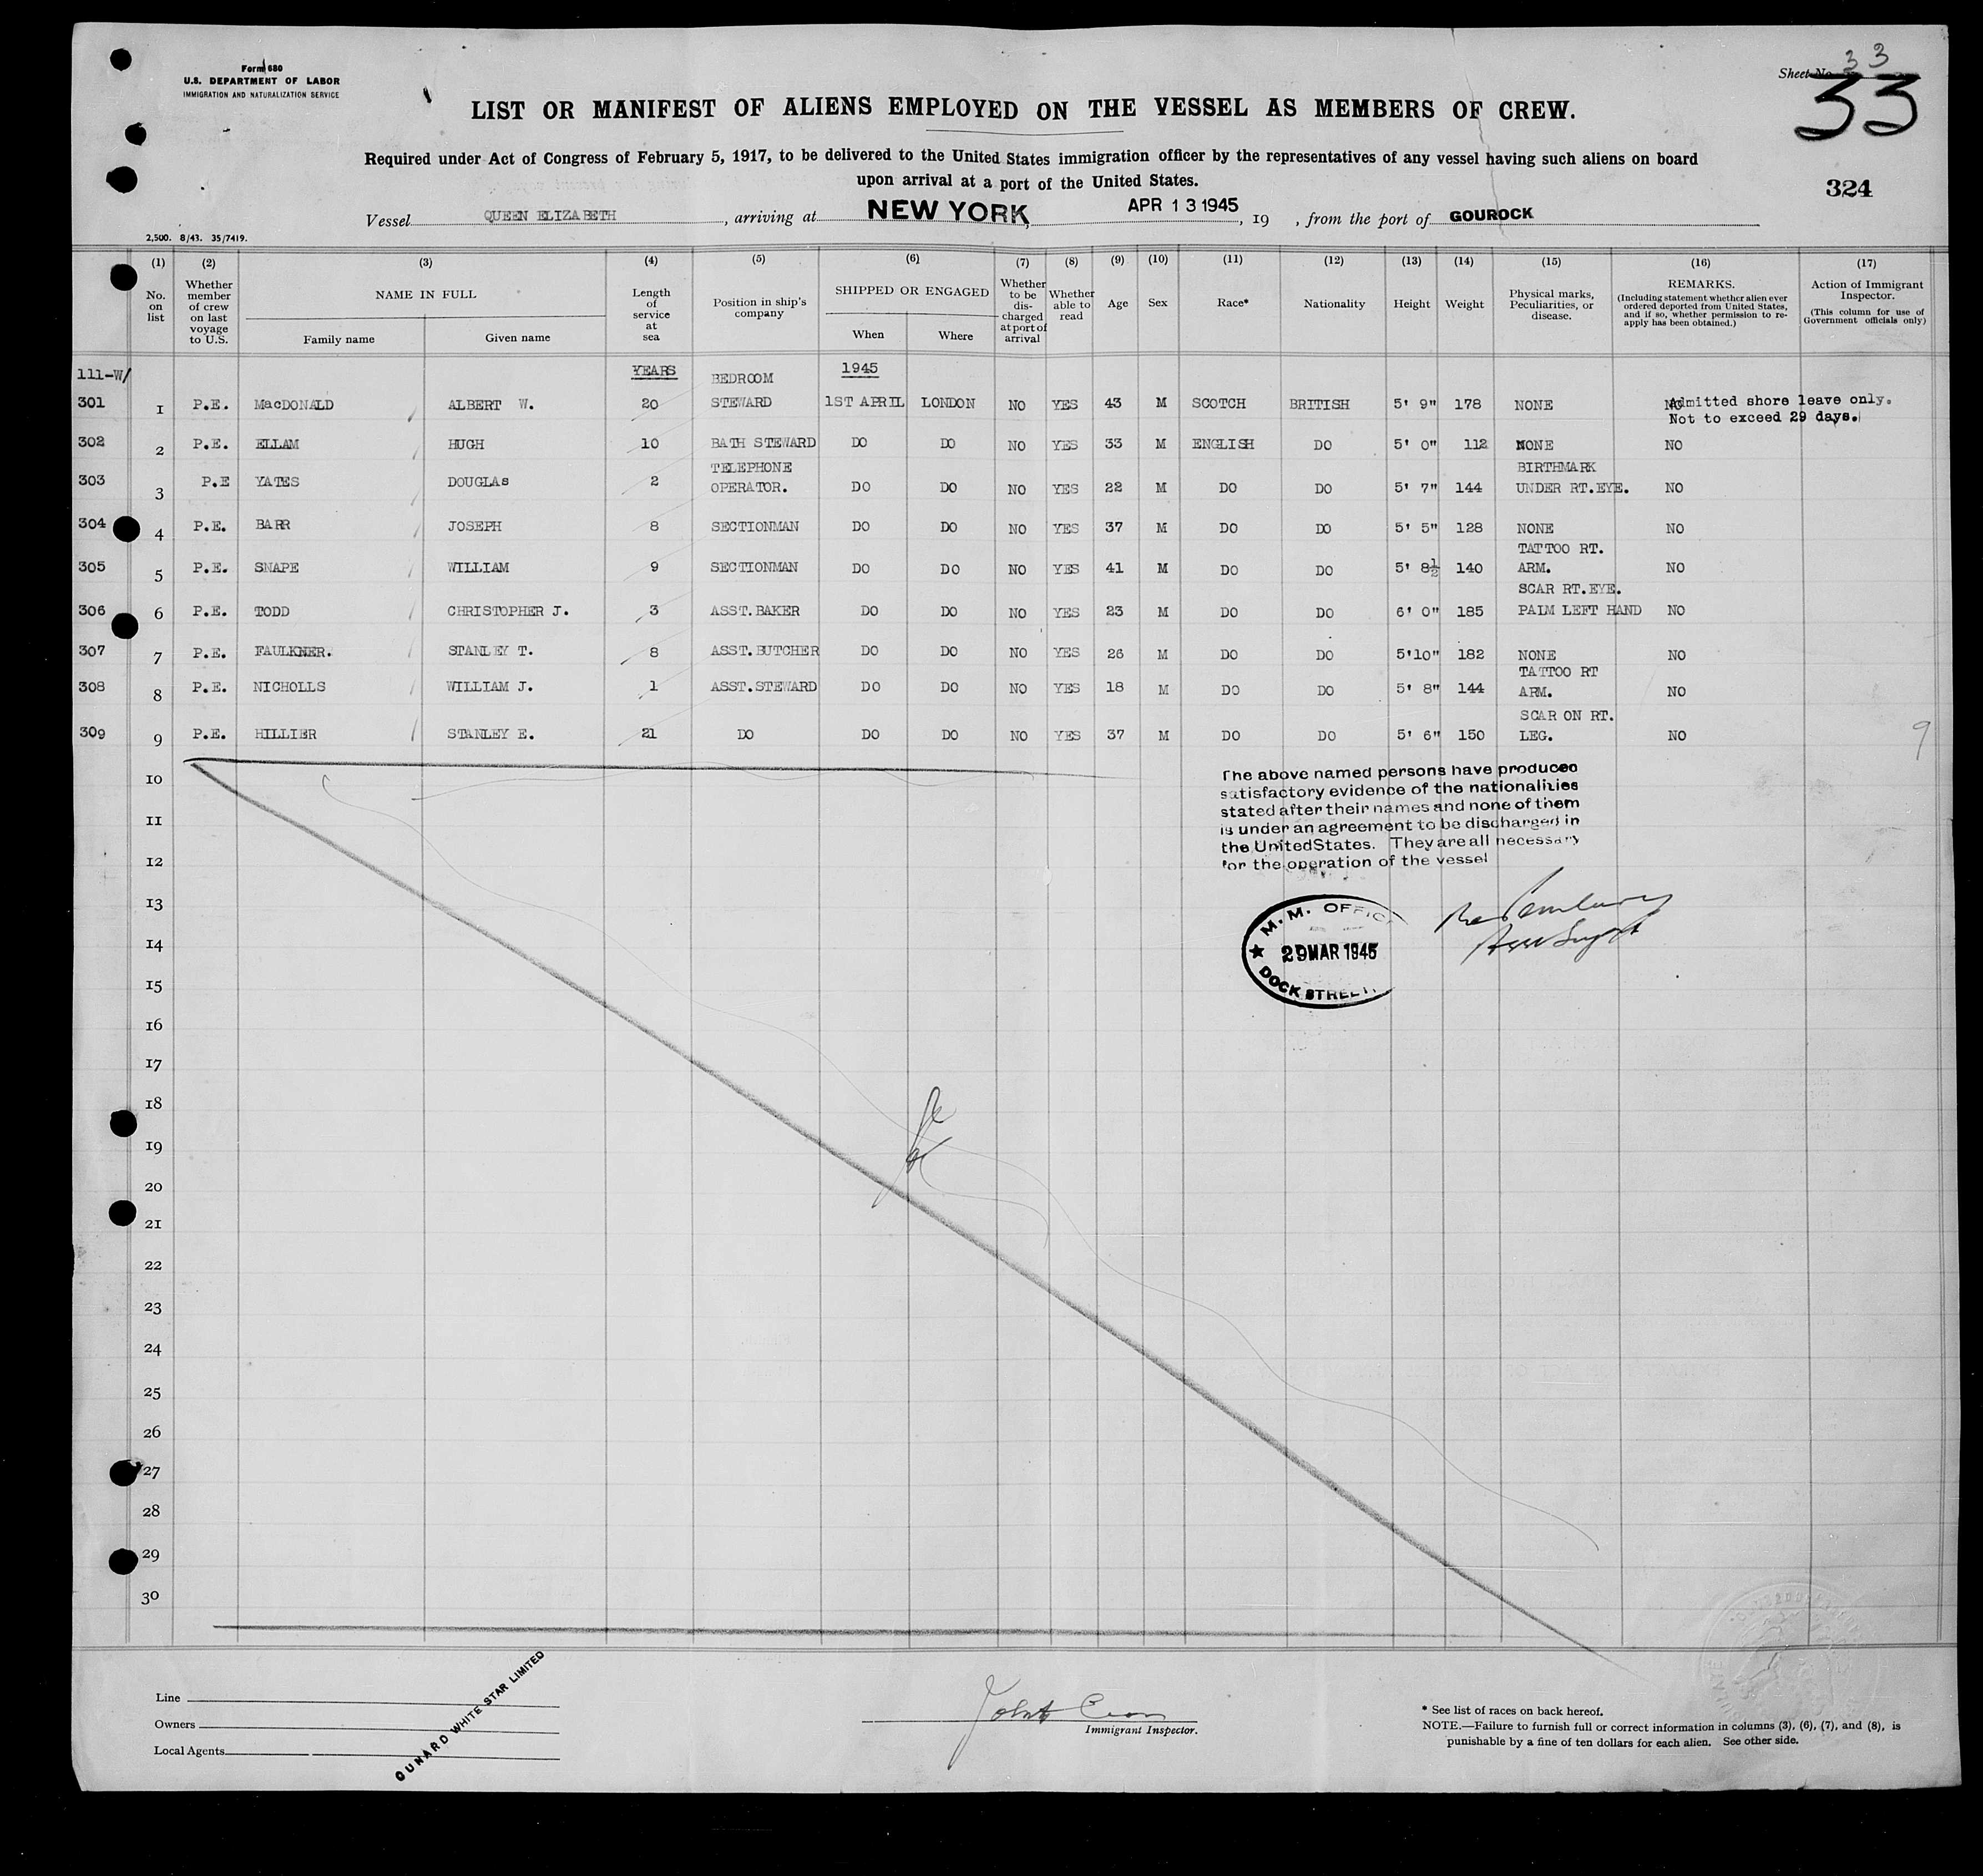 Form 680
U.S. DEPARTMENT OF LABOR
IMMIGRATION AND NATURALIZATION SERVICE
Sheet No. 33
33
LIST OR MANIFEST OF ALIENS EMPLOYED ON THE VESSEL AS MEMBERS OF CREW.
Required under Act of Congress of February 5, 1917, to be delivered to the United States immigration officer by the representatives of any vessel having such aliens on board
upon arrival at a port of the United States.
324
Vessel QUEEN ELIZABETH, arriving at NEW YORK, APR 13 1945, 19 , from the port of GOUROCK
2,500. 8/43. 35/7419.
(1) (2) (3) (4) (5) (6) (7) (8) (9) (10) (11) (12) (13) (14) (15) (16) (17)
No. on list
Whether member of crew on last voyage to U.S.
NAME IN FULL
Family name Given name
Length of service at sea
Position in ship's company
SHIPPED OR ENGAGED
When Where
Whether to be discharged at port of arrival
Whether able to read
Age
Sex
Race*
Nationality
Height
Weight
Physical marks, Peculiarities, or disease.
REMARKS.
(Including statement whether alien ever ordered deported from United States, and if so, whether permission to re-apply has been obtained.)
Action of Immigrant Inspector.
(This column for use of Government officials only)
111-W/ YEARS BEDROOM 1945
301 1 P.E. MacDONALD ALBERT W. 20 STEWARD 1ST APRIL LONDON NO YES 43 M SCOTCH BRITISH 5' 9" 178 NONE NO Admitted shore leave only.
Not to exceed 29 days.
302 2 P.E. ELLAM HUGH 10 BATH STEWARD DO DO NO YES 33 M ENGLISH DO 5' 0" 112 NONE NO
TELEPHONE BIRTHMARK
303 3 P.E YATES DOUGLAS 2 OPERATOR. DO DO NO YES 22 M DO DO 5' 7" 144 UNDER RT.EYE. NO
304 4 P.E. BARR JOSEPH 8 SECTIONMAN DO DO NO YES 37 M DO DO 5' 5" 128 NONE NO
TATTOO RT.
305 5 P.E. SNAPE WILLIAM 9 SECTIONMAN DO DO NO YES 41 M DO DO 5' 8½ 140 ARM. NO
SCAR RT.EYE.
306 6 P.E. TODD CHRISTOPHER J. 3 ASST.BAKER DO DO NO YES 23 M DO DO 6' 0" 185 PALM LEFT HAND NO
307 7 P.E. FAULKNER. STANLEY T. 8 ASST.BUTCHER DO DO NO YES 26 M DO DO 5'10" 182 NONE NO
TATTOO RT
308 8 P.E. NICHOLLS WILLIAM J. 1 ASST.STEWARD DO DO NO YES 18 M DO DO 5' 8" 144 ARM. NO
SCAR ON RT.
309 9 P.E. HILLIER STANLEY E. 21 DO DO DO NO YES 37 M DO DO 5' 6" 150 LEG. NO
9
10
11
12
13
14
15
16
17
18
19
20
21
22
23
24
25
26
27
28
29
30
The above named persons have produced
satisfactory evidence of the nationalities
stated after their names and none of them
is under an agreement to be discharged in
the United States. They are all necessary
for the operation of the vessel
M. M. OFFICE
29 MAR 1945
DOCK STREET.
Line
Owners
Local Agents
CUNARD WHITE STAR LIMITED
Immigrant Inspector.
* See list of races on back hereof.
NOTE.—Failure to furnish full or correct information in columns (3), (6), (7), and (8), is
punishable by a fine of ten dollars for each alien. See other side.